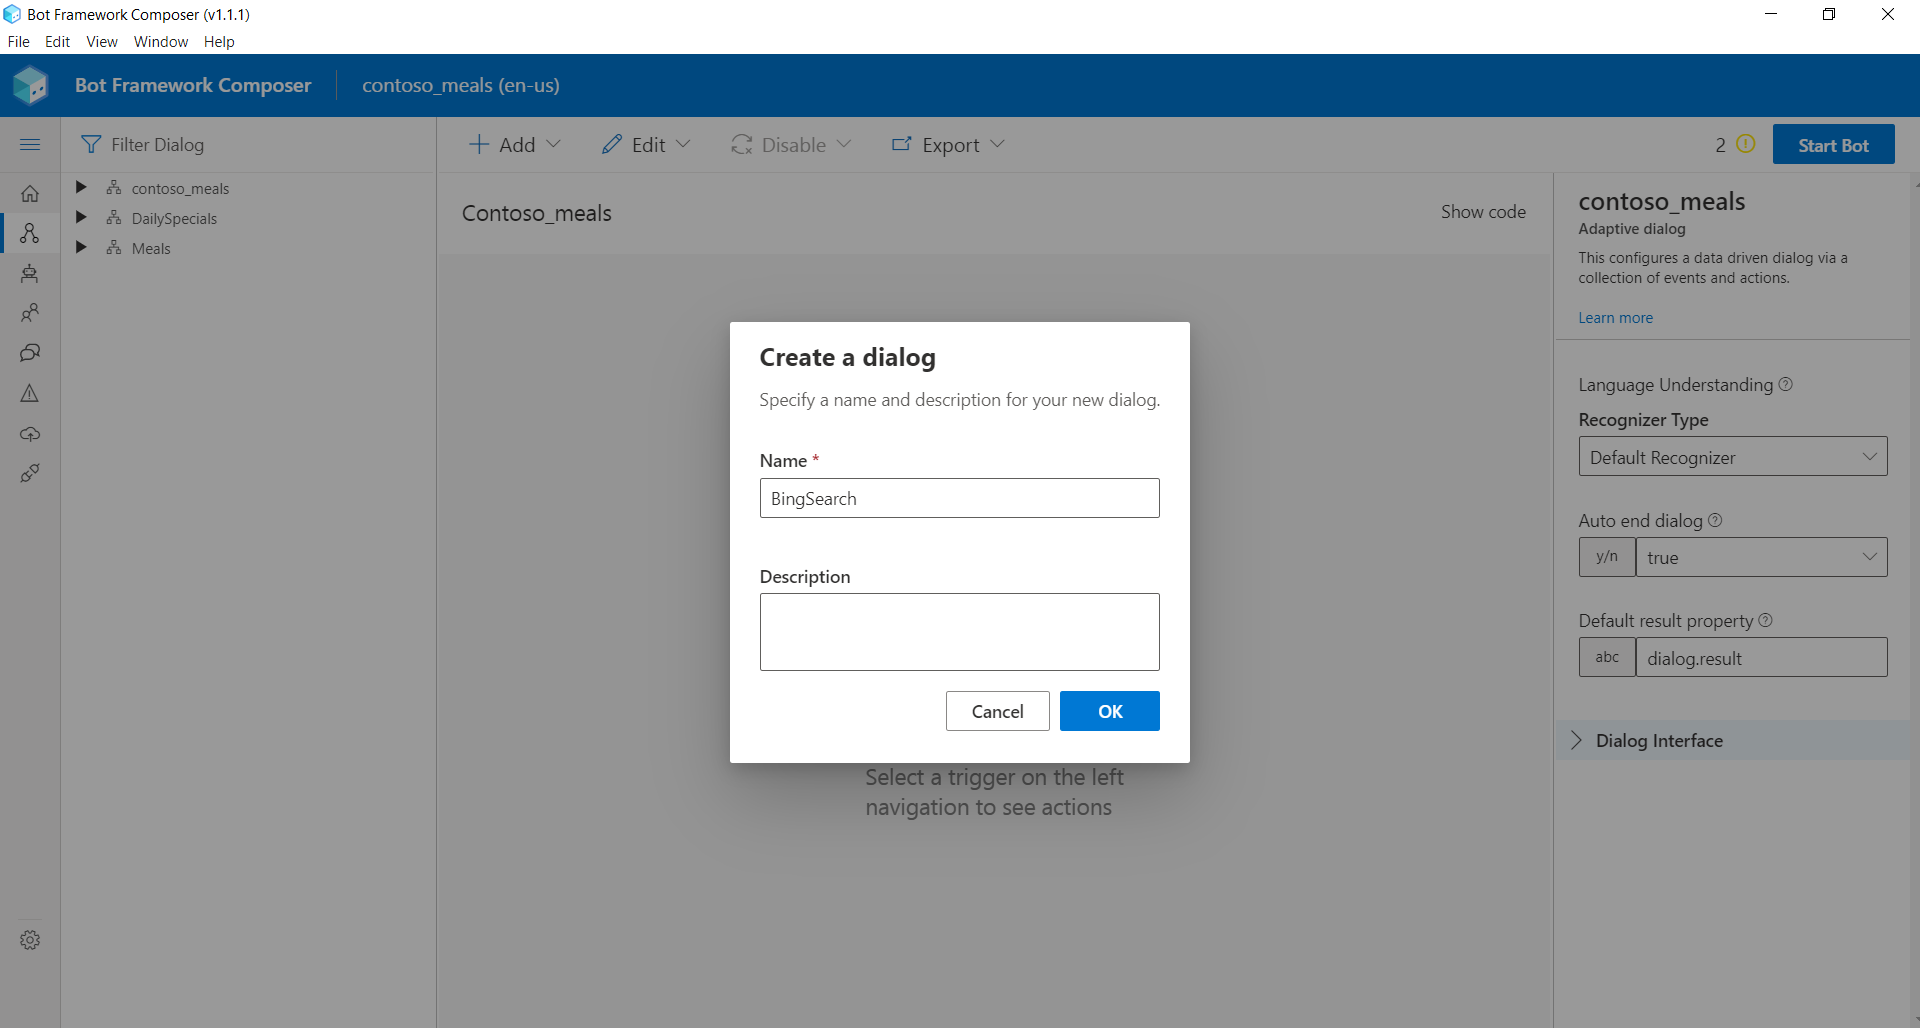 Bot Framework Composer (v1.1.1)
File Edit View Window Help
Bot Framework Composer contoso_meals (en-us)
Filter Dialog
contoso_meals
DailySpecials
Meals
Add Edit Disable Export 2 Start Bot
Contoso_meals Show code
Create a dialog
Specify a name and description for your new dialog.
Name *
BingSearch
Description
Cancel OK
Select a trigger on the left
navigation to see actions
contoso_meals
Adaptive dialog
This configures a data driven dialog via a
collection of events and actions.
Learn more
Language Understanding
Recognizer Type
Default Recognizer
Auto end dialog
y/n true
Default result property
abc dialog.result
Dialog Interface